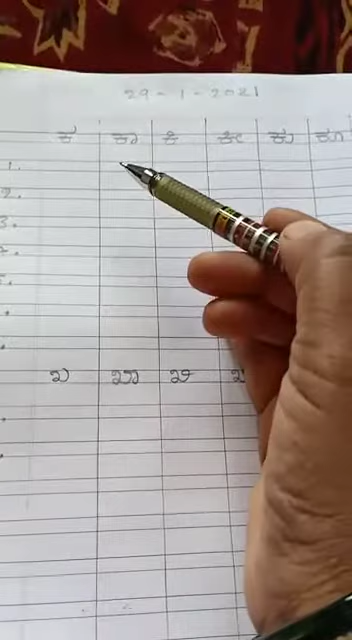 29-1-2021
ಕ ಕಾ ಕಿ ಕೀ ಕು ಕೂ
1.
2.
3.
ಖ ಖಾ ಖಿ